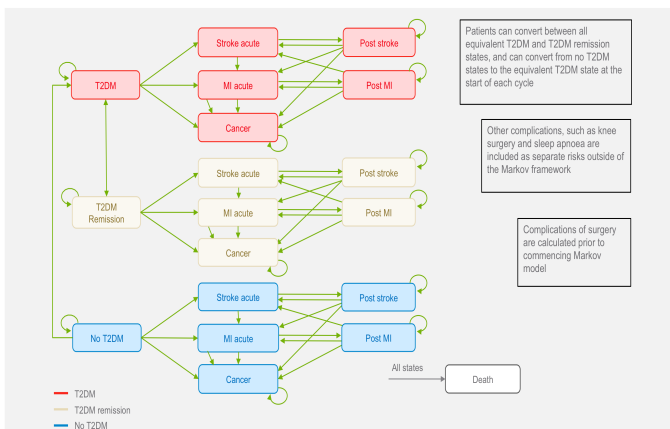 Stroke acute
Post stroke
T2DM
MI acute
Post MI
Cancer
Patients can convert between all
equivalent T2DM and T2DM remission
states, and can convert from no T2DM
states to the equivalent T2DM state at the
start of each cycle
Other complications, such as knee
surgery and sleep apnoea are
included as separate risks outside of
the Markov framework
Stroke acute
Post stroke
T2DM
Remission
MI acute
Post MI
Cancer
Complications of surgery
are calculated prior to
commencing Markov
model
Stroke acute
Post stroke
No T2DM
MI acute
Post MI
Cancer
All states
Death
T2DM
T2DM remission
No T2DM